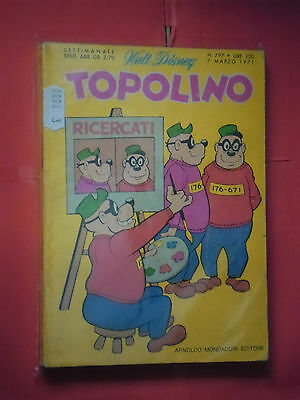 SETTIMANALE
SPED. ABB. GR. 2/70
Walt Disney
N. 797 - LIRE 150
7 MARZO 1971
TOPOLINO
7000
RICERCATI
176
176-671
ARNOLDO MONDADORI EDITORE